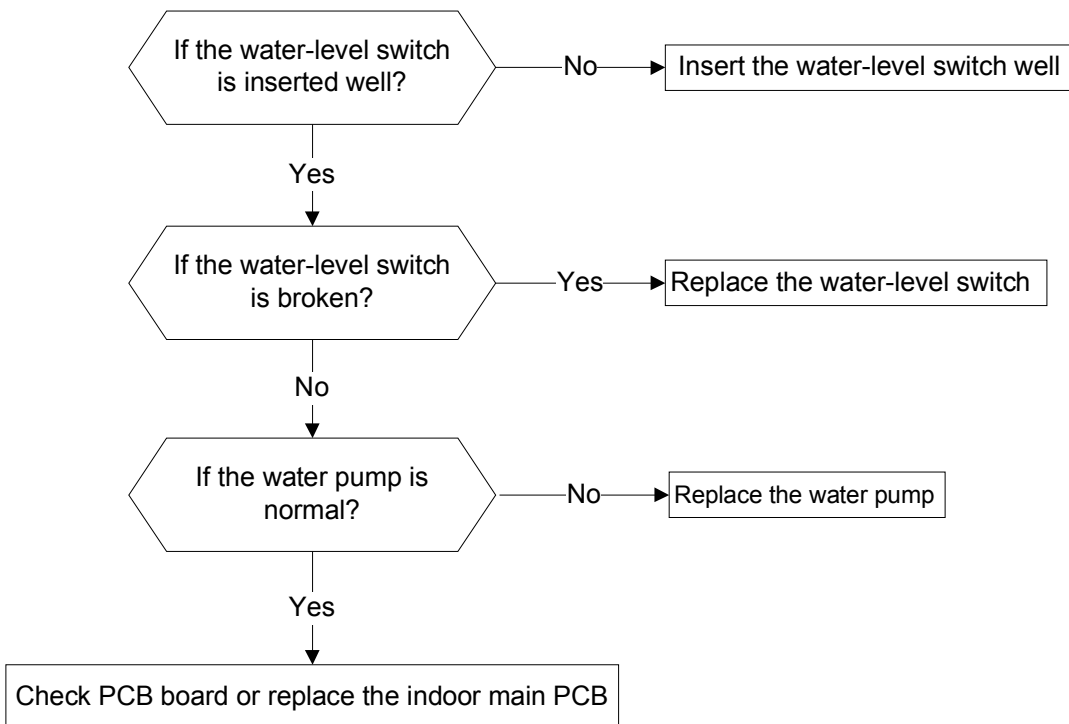 If the water-level switch
is inserted well?
No
Insert the water-level switch well
Yes
If the water-level switch
is broken?
Yes
Replace the water-level switch
No
If the water pump is
normal?
No
Replace the water pump
Yes
Check PCB board or replace the indoor main PCB